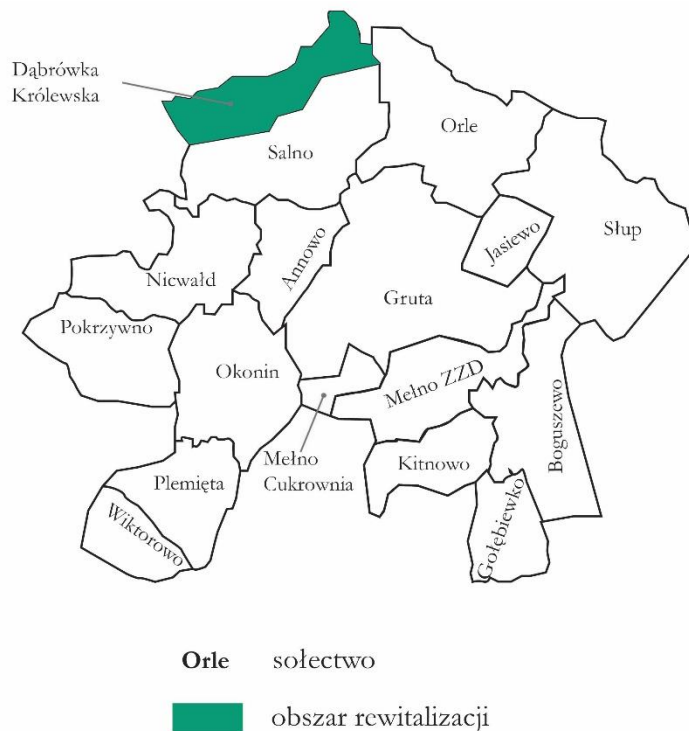 Dąbrówka
Królewska
Orle
Salno
Słup
Jasiewo
Annowo
Nicwałd
Gruta
Pokrzywno
Okonin
Mełno ZZD
Boguszewo
Mełno
Cukrownia
Kitnowo
Plemięta
Gołębiewko
Wiktorowo
Orle sołectwo
obszar rewitalizacji